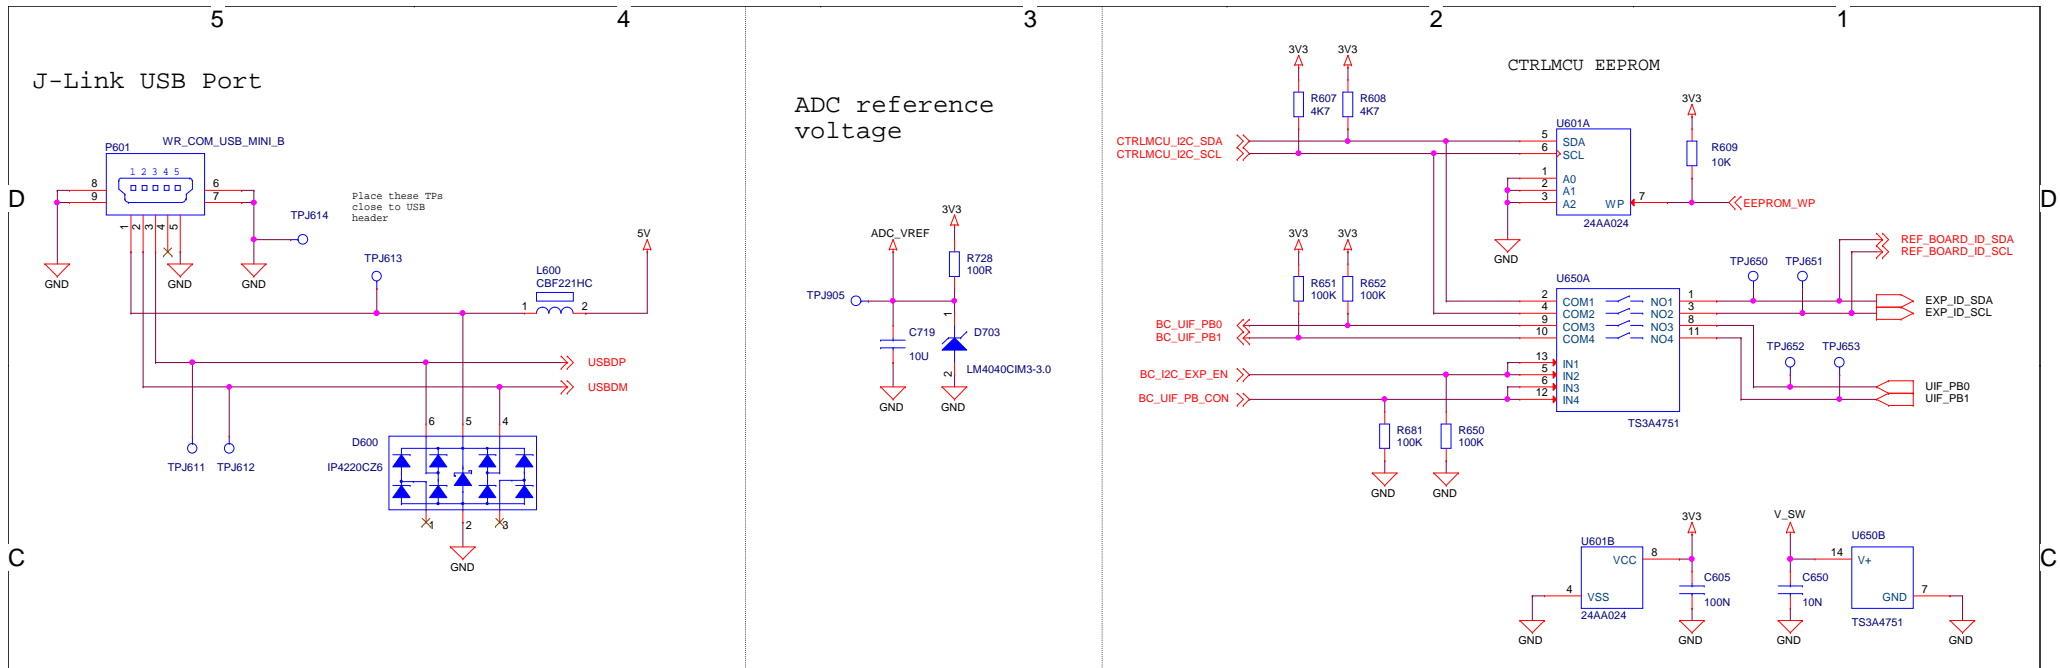 5
4
3
2
1
J-Link USB Port
P601
WR_COM_USB_MINI_B
1 2 3 4 5
8
9
6
7
1
2
3
4
5
GND
GND
GND
TPJ614
Place these TPs
close to USB
header
TPJ613
5V
L600
CBF221HC
1
2
USBDP
USBDM
TPJ611
TPJ612
D600
IP4220CZ6
6
5
4
1
2
3
GND
ADC reference
voltage
3V3
ADC_VREF
R728
100R
TPJ905
C719
10U
1
D703
2
LM4040CIM3-3.0
GND
GND
CTRLMCU EEPROM
3V3
3V3
R607
4K7
R608
4K7
CTRLMCU_I2C_SDA
CTRLMCU_I2C_SCL
U601A
5
SDA
6
SCL
1
A0
2
A1
3
A2
WP
7
24AA024
3V3
R609
10K
EEPROM_WP
GND
REF_BOARD_ID_SDA
REF_BOARD_ID_SCL
3V3
3V3
R651
100K
R652
100K
BC_UIF_PB0
BC_UIF_PB1
BC_I2C_EXP_EN
BC_UIF_PB_CON
U650A
2
COM1
NO1
1
4
COM2
NO2
3
9
COM3
NO3
8
10
COM4
NO4
11
13
IN1
5
IN2
6
IN3
12
IN4
TS3A4751
TPJ650
TPJ651
EXP_ID_SDA
EXP_ID_SCL
TPJ652
TPJ653
UIF_PB0
UIF_PB1
R681
100K
R650
100K
GND
GND
3V3
U601B
VCC
8
4
VSS
24AA024
C605
100N
GND
GND
V_SW
U650B
14
V+
C650
10N
GND
7
TS3A4751
GND
GND
D
D
C
C